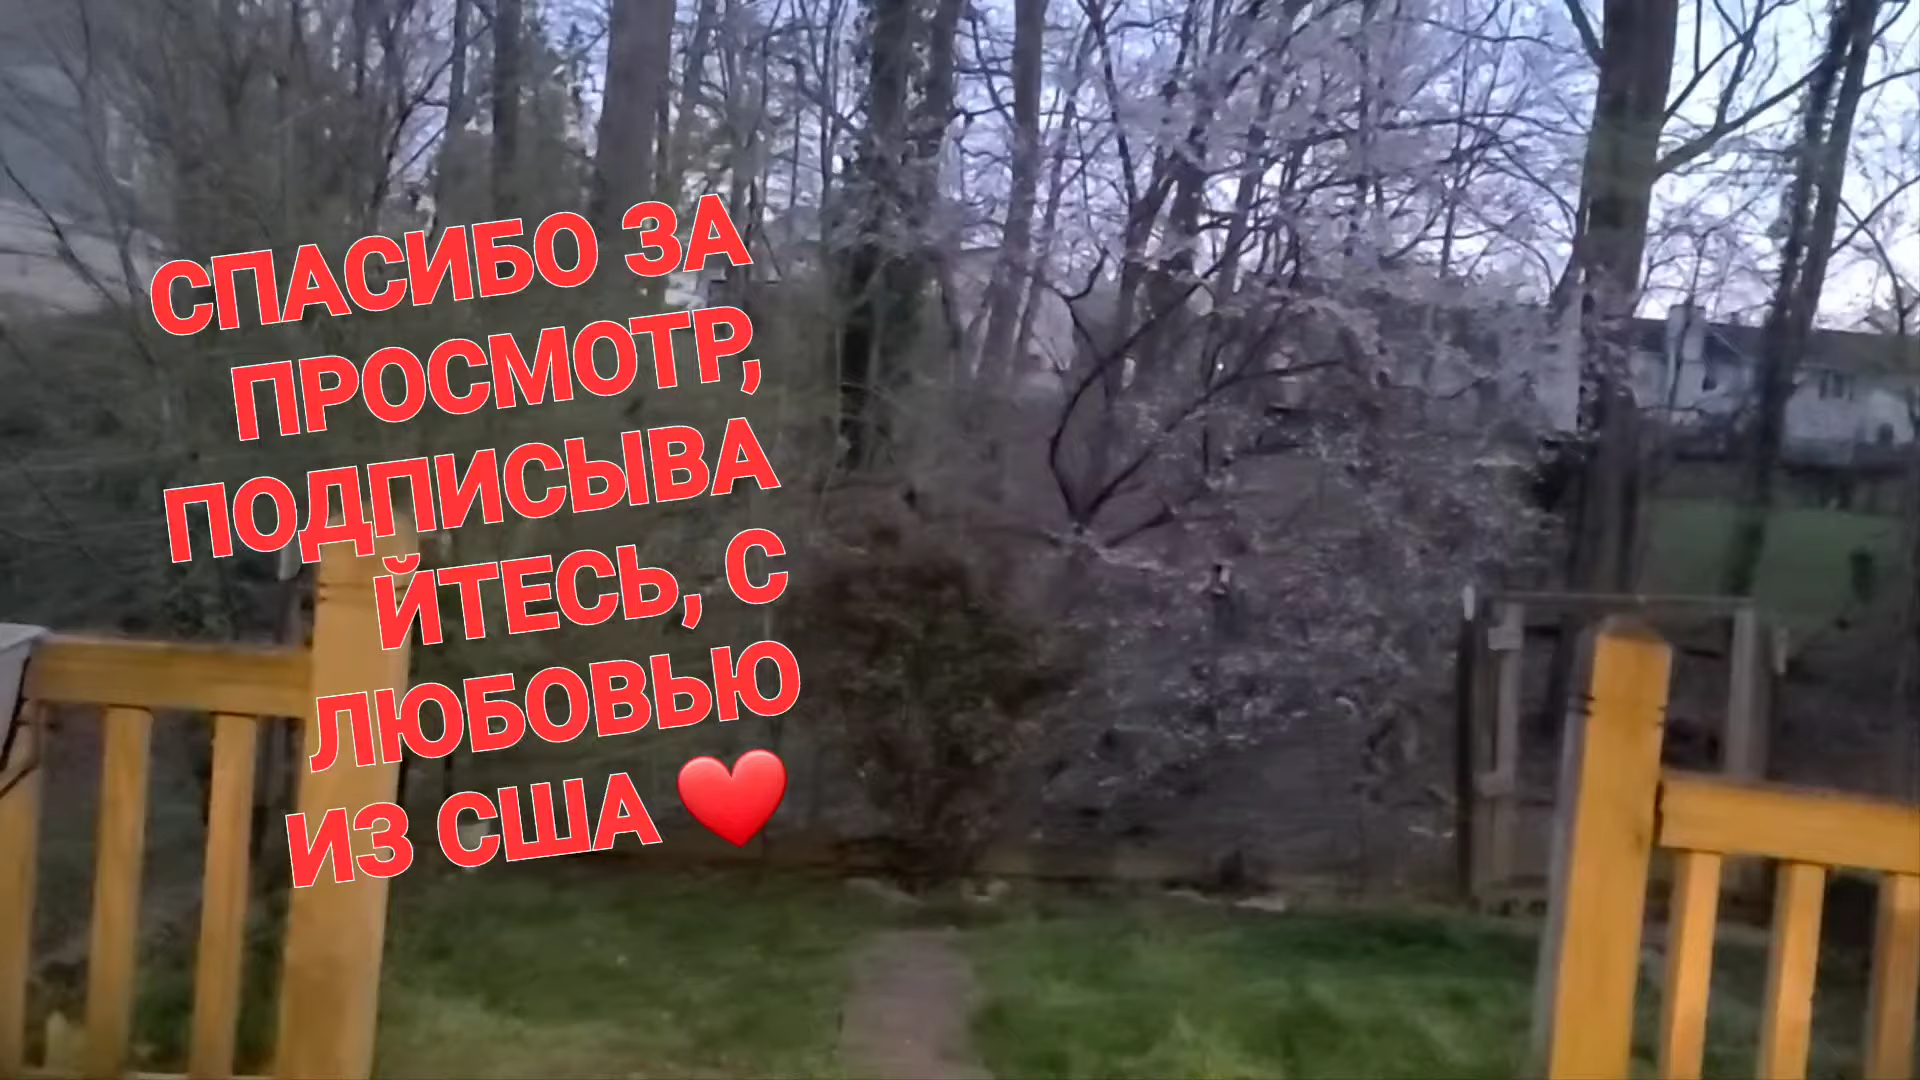 СПАСИБО ЗА
ПРОСМОТР,
ПОДПИСЫВА
ЙТЕСЬ, С
ЛЮБОВЬЮ
ИЗ США ❤️